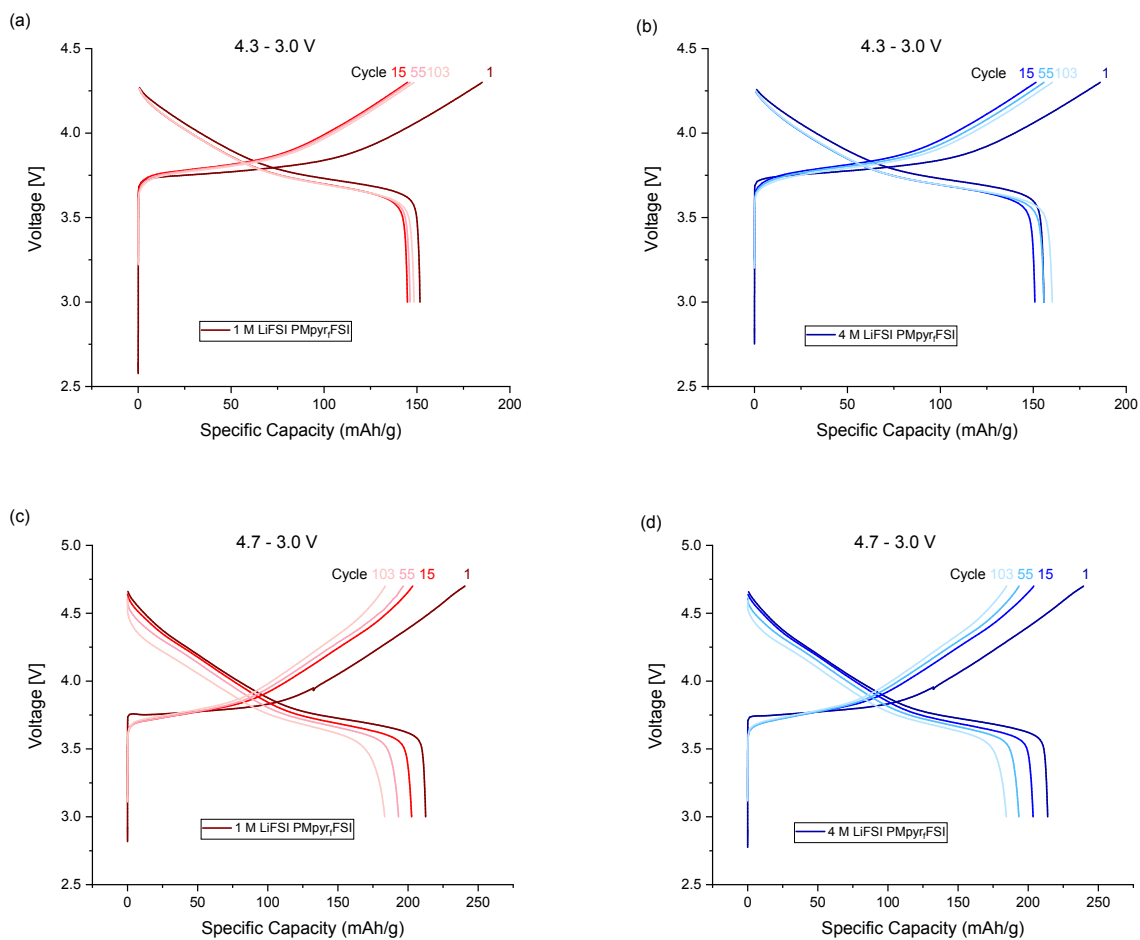 (a)
4.3 - 3.0 V
Cycle 15 55 103 1
4.5
4.0
3.5
3.0
2.5
Voltage [V]
1 M LiFSI PMpyrfFSI
0 50 100 150 200
Specific Capacity (mAh/g)
(b)
4.3 - 3.0 V
Cycle 15 55 103 1
4.5
4.0
3.5
3.0
2.5
Voltage [V]
4 M LiFSI PMpyrfFSI
0 50 100 150 200
Specific Capacity (mAh/g)
(c)
4.7 - 3.0 V
Cycle 103 55 15 1
5.0
4.5
4.0
3.5
3.0
2.5
Voltage [V]
1 M LiFSI PMpyrfFSI
0 50 100 150 200 250
Specific Capacity (mAh/g)
(d)
4.7 - 3.0 V
Cycle 103 55 15 1
5.0
4.5
4.0
3.5
3.0
2.5
Voltage [V]
4 M LiFSI PMpyrfFSI
0 50 100 150 200 250
Specific Capacity (mAh/g)